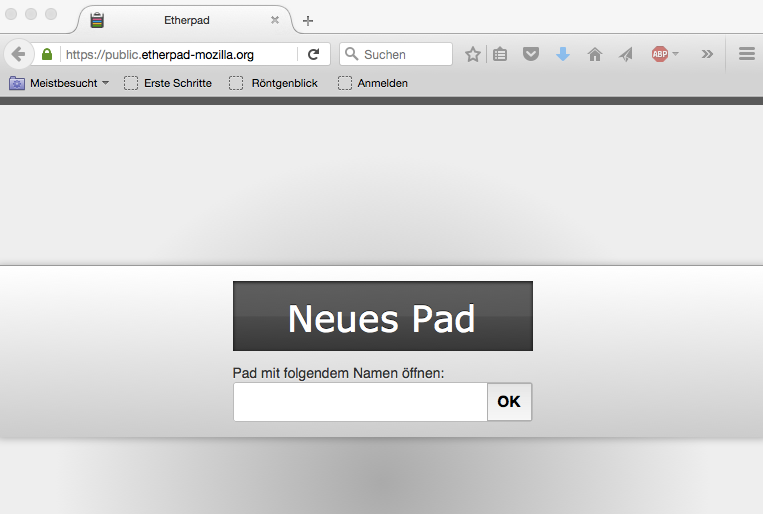 Etherpad
https://public.etherpad-mozilla.org
Suchen
ABP
Meistbesucht
Erste Schritte
Röntgenblick
Anmelden
Neues Pad
Pad mit folgendem Namen öffnen:
OK